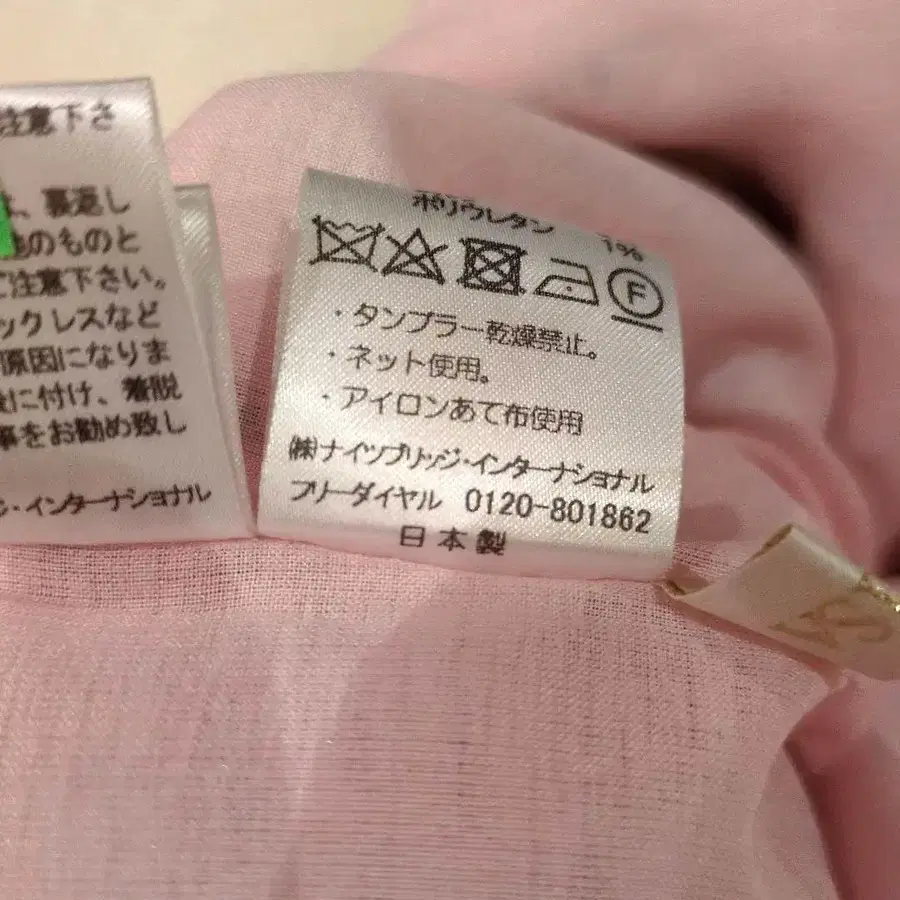 注意下さ
、裏返し
他のものと
ご注意下さい。
ックレスなど
原因になりま
に付け、着脱
事をお勧め致し
ジ・インターナショナル
ポリウレタン 1%
F
・タンブラー乾燥禁止。
・ネット使用。
・アイロンあて布使用
㈱ナイツブリッジ・インターナショナル
フリーダイヤル 0120-801862
日本製